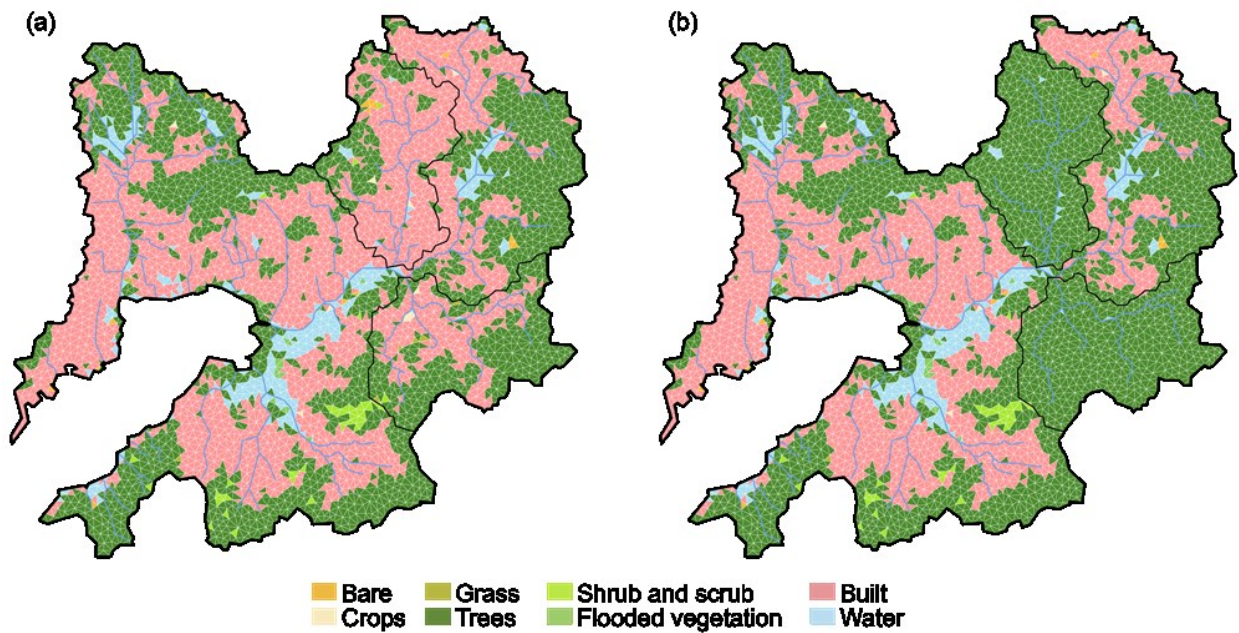 (a) (b)
Bare Grass Shrub and scrub Built
Crops Trees Flooded vegetation Water